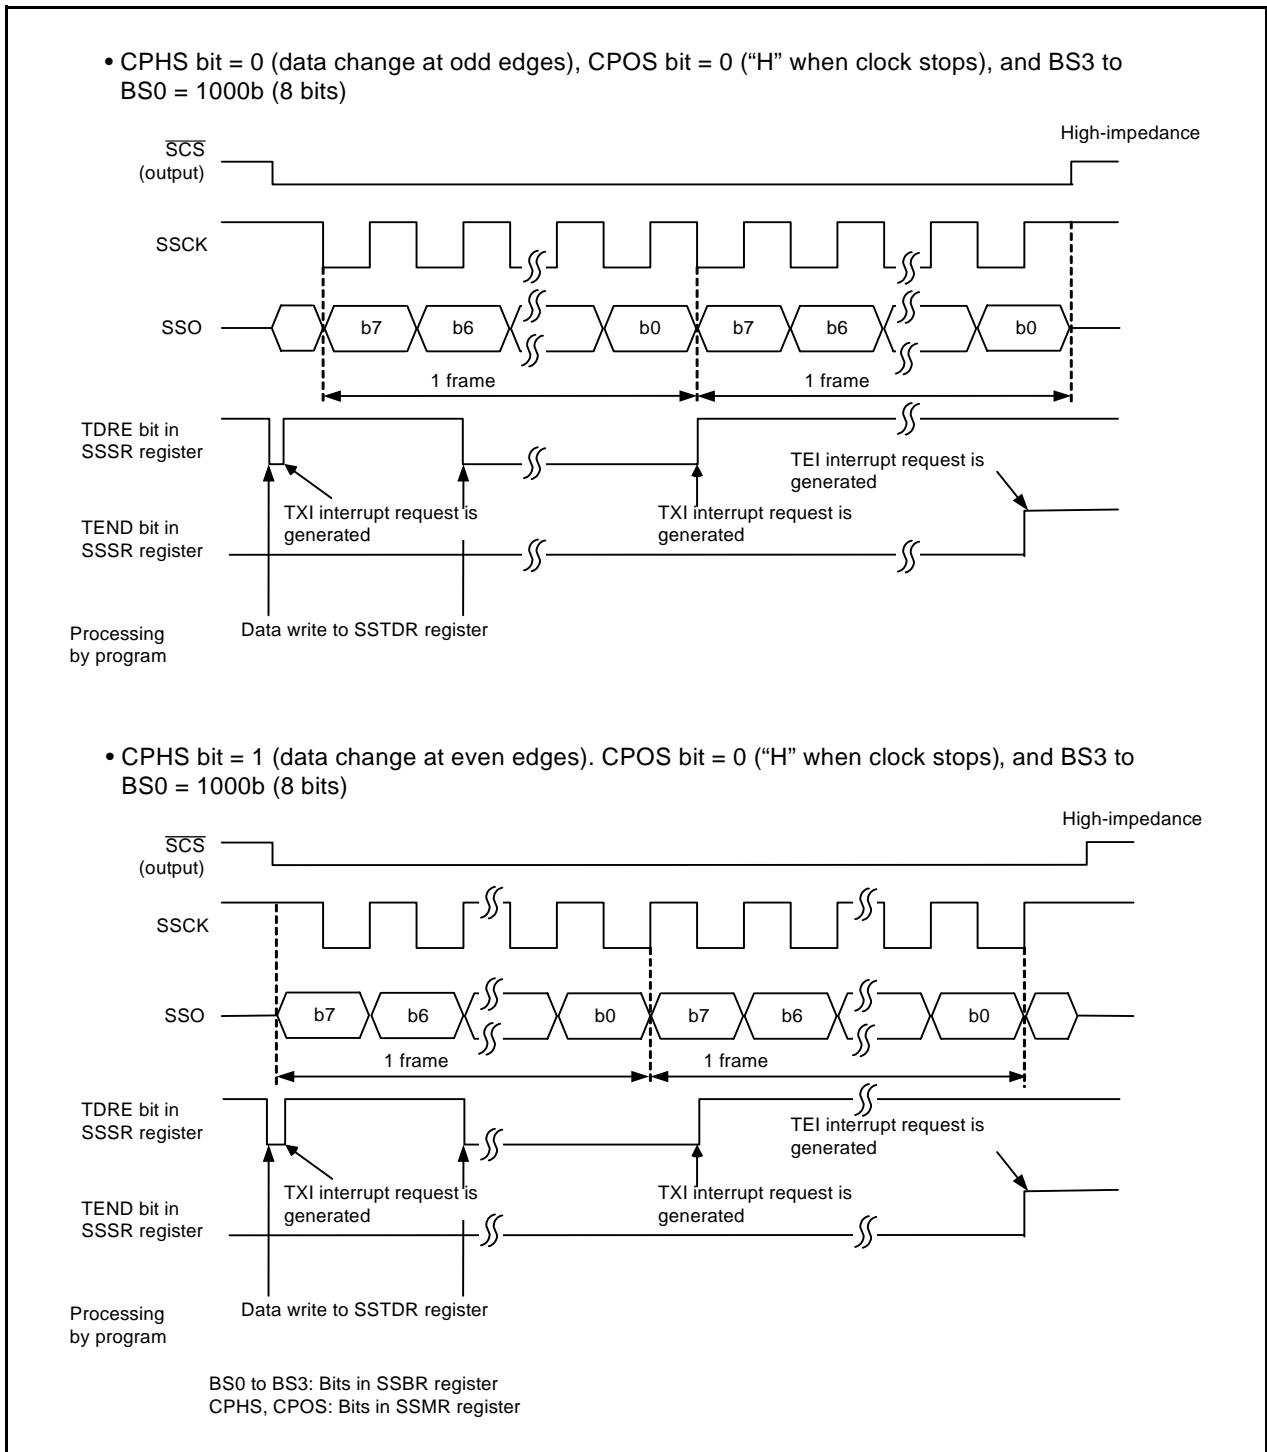 • CPHS bit = 0 (data change at odd edges), CPOS bit = 0 (“H” when clock stops), and BS3 to
BS0 = 1000b (8 bits)
High-impedance
SCS
(output)
SSCK
SSO
b7
b6
b0
b7
b6
b0
1 frame
1 frame
TDRE bit in
SSSR register
TEI interrupt request is
generated
TXI interrupt request is
generated
TXI interrupt request is
generated
TEND bit in
SSSR register
Processing
by program
Data write to SSTDR register
• CPHS bit = 1 (data change at even edges). CPOS bit = 0 (“H” when clock stops), and BS3 to
BS0 = 1000b (8 bits)
High-impedance
SCS
(output)
SSCK
SSO
b7
b6
b0
b7
b6
b0
1 frame
1 frame
TDRE bit in
SSSR register
TEI interrupt request is
generated
TXI interrupt request is
generated
TXI interrupt request is
generated
TEND bit in
SSSR register
Processing
by program
Data write to SSTDR register
BS0 to BS3: Bits in SSBR register
CPHS, CPOS: Bits in SSMR register